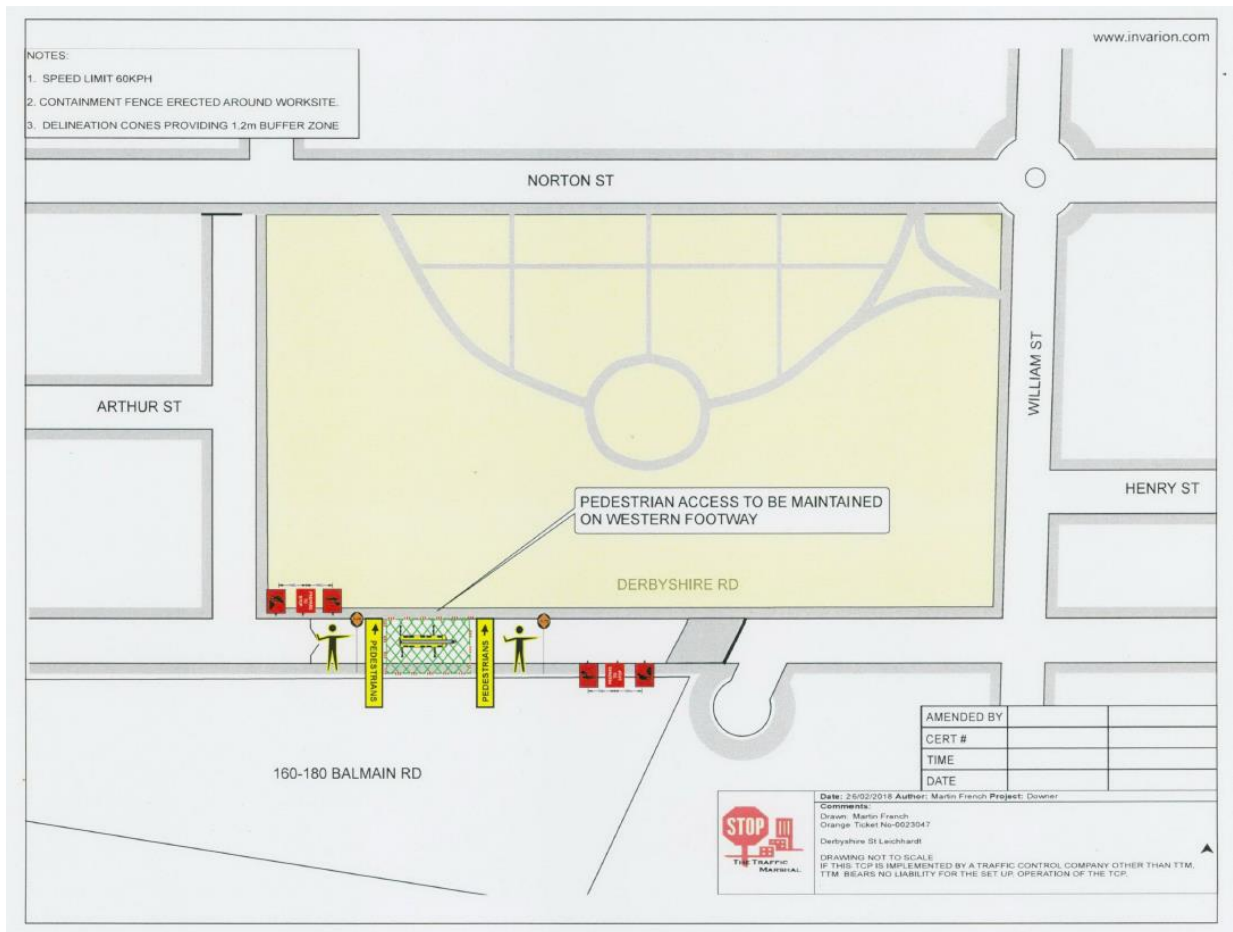 www.invarion.com
NOTES:
1. SPEED LIMIT 60KPH
2. CONTAINMENT FENCE ERECTED AROUND WORKSITE.
3. DELINEATION CONES PROVIDING 1.2m BUFFER ZONE
NORTON ST
ARTHUR ST
WILLIAM ST
HENRY ST
PEDESTRIAN ACCESS TO BE MAINTAINED
ON WESTERN FOOTWAY
DERBYSHIRE RD
PEDESTRIANS
PEDESTRIANS
160-180 BALMAIN RD
AMENDED BY
CERT #
TIME
DATE
STOP
THE TRAFFIC
MARSHAL
Date: 26/02/2018 Author: Martin French Project: Downer
Comments:
Drawn: Martin French
Orange Ticket No-0023047
Derbyshire St Leichhardt
DRAWING NOT TO SCALE
IF THIS TCP IS IMPLEMENTED BY A TRAFFIC CONTROL COMPANY OTHER THAN TTM,
TTM BEARS NO LIABILITY FOR THE SET UP, OPERATION OF THE TCP.